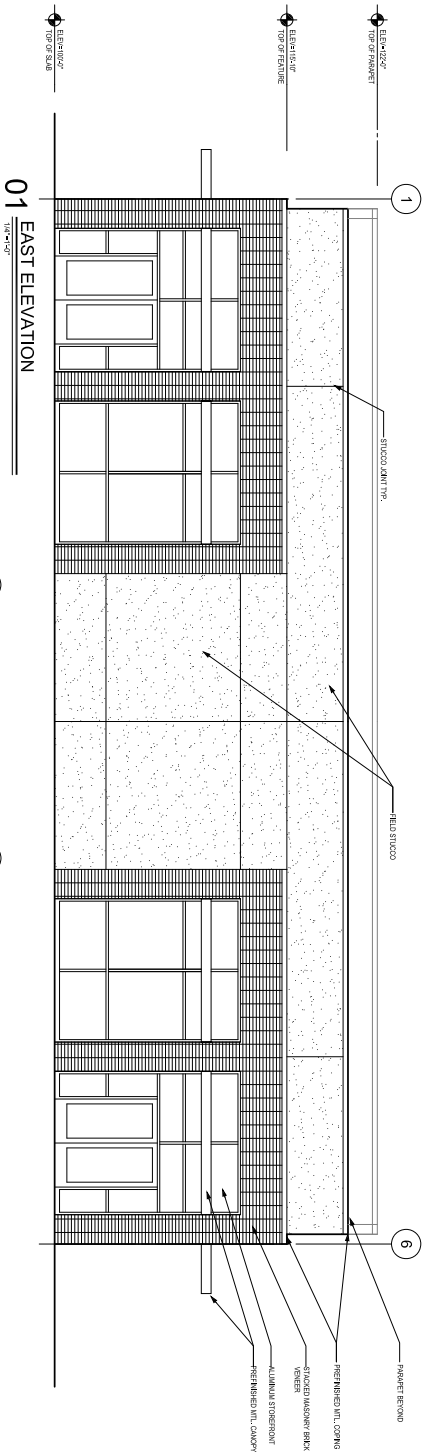 ELEV=122'-0"
TOP OF PARAPET
ELEV=115'-10"
TOP OF FEATURE
ELEV=100'-0"
TOP OF SLAB
1
6
STUCCO JOINT TYP.
FIELD STUCCO
PARAPET BEYOND
PREFINISHED MTL. COPING
STACKED MASONRY BRICK
VENEER
ALUMINUM STOREFRONT
PREFINISHED MTL. CANOPY
01 EAST ELEVATION
1/4"=1'-0"